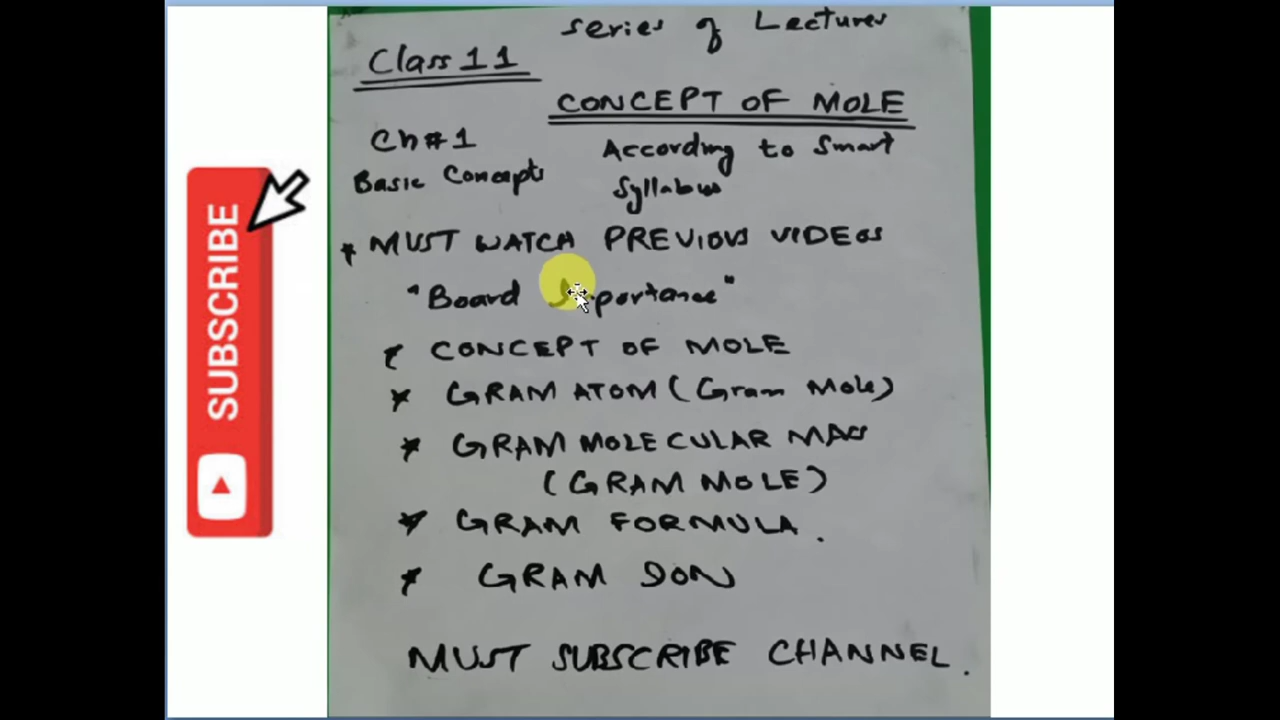 series of Lectures
Class 11
CONCEPT OF MOLE
Ch # 1
According to Smart
Basic Concepts
Syllabus
* MUST WATCH PREVIOUS VIDEOS
"Board Importance"
* CONCEPT OF MOLE
* GRAM ATOM (Gram Mole)
* GRAM MOLECULAR MASS
(GRAM MOLE)
* GRAM FORMULA.
* GRAM ION
MUST SUBSCRIBE CHANNEL.
SUBSCRIBE